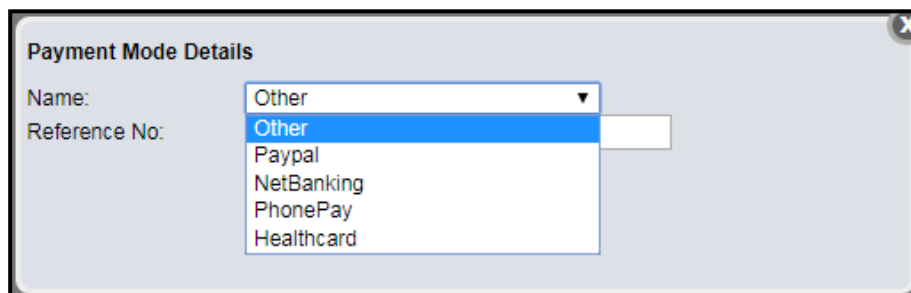 Payment Mode Details
Name: Other
Reference No:
Other
Paypal
NetBanking
PhonePay
Healthcard